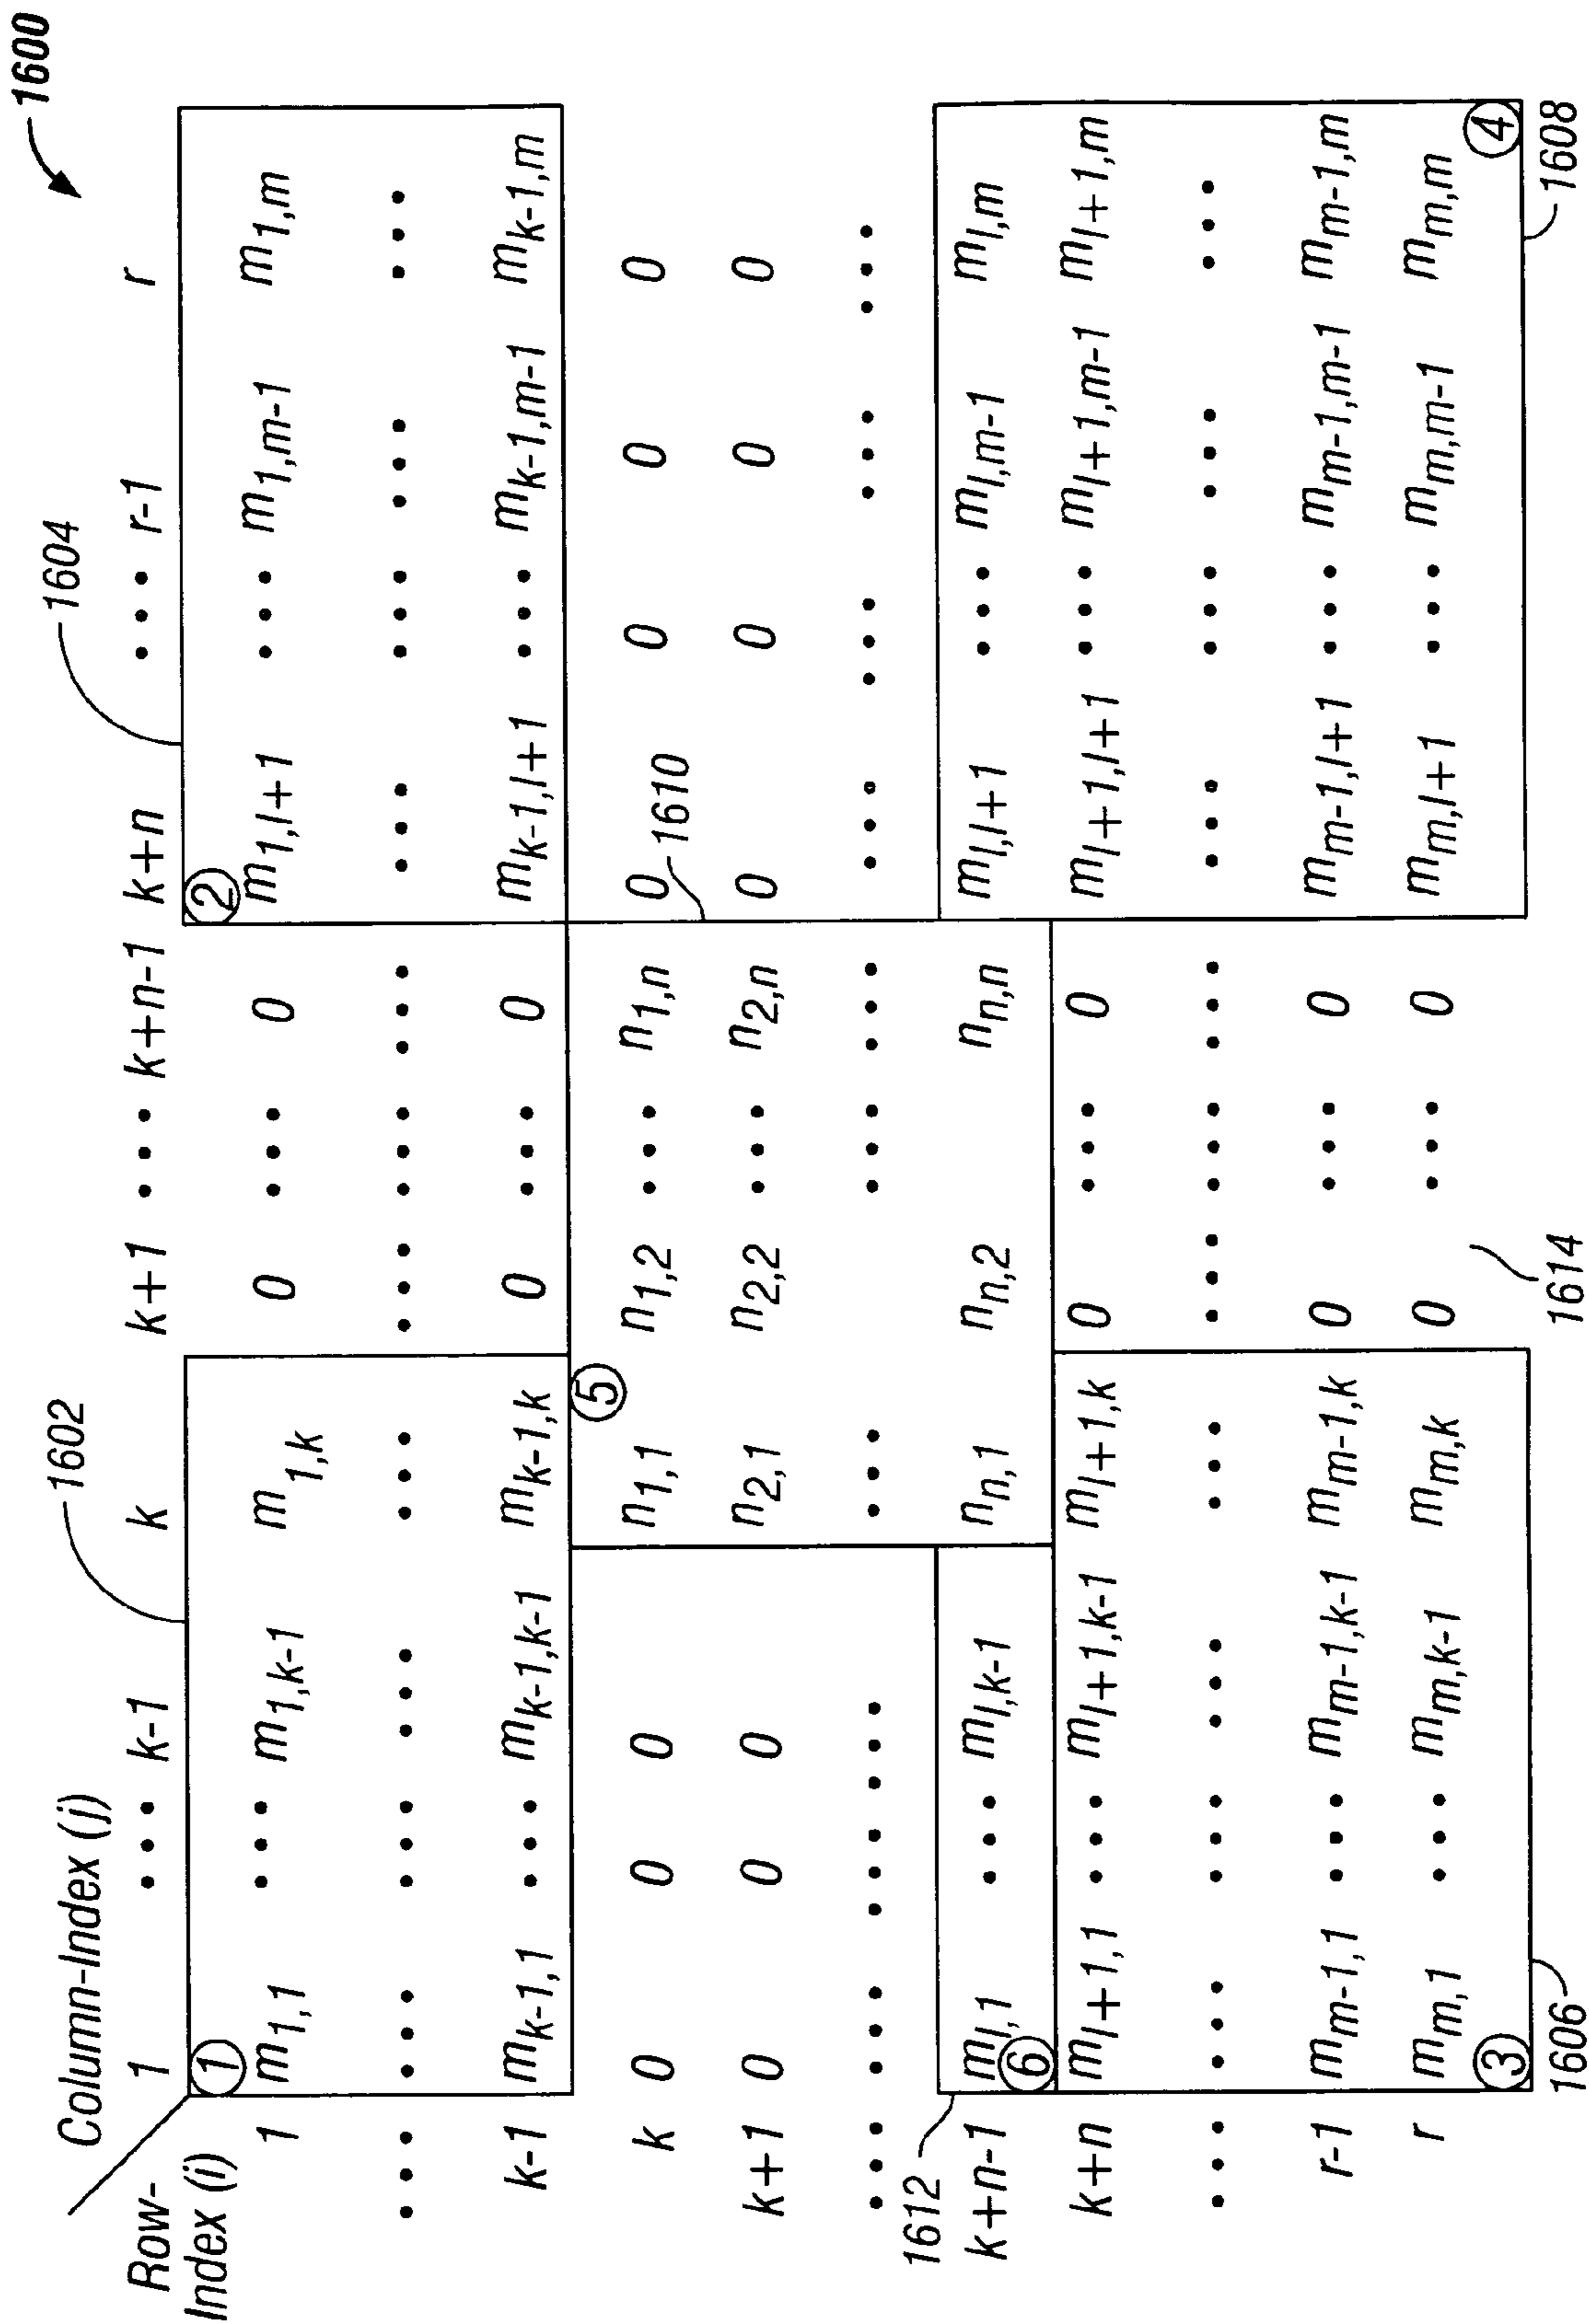 1600
1602 1604
Column-Index (j)
Row-Index (i) 1 ••• k-1 k k+1 ••• k+n-1 k+n ••• r-1 r
① ②
1 m1,1 ••• m1,k-1 m1,k 0 ••• 0 m1,l+1 ••• m1,m-1 m1,m
••• ••• ••• ••• ••• ••• ••• ••• ••• ••• ••• •••
k-1 mk-1,1 ••• mk-1,k-1 mk-1,k 0 ••• 0 mk-1,l+1 ••• mk-1,m-1 mk-1,m
⑤
k 0 0 0 n1,1 n1,2 ••• n1,n 0 0 0 0
1610
k+1 0 0 0 n2,1 n2,2 ••• n2,n 0 0 0 0
••• ••• ••• ••• ••• ••• ••• ••• ••• ••• •••
1612
k+n-1 ml,1 ••• ml,k-1 nn,1 nn,2 nn,n ml,l+1 ••• ml,m-1 ml,m
⑥
k+n ml+1,1 ••• ml+1,k-1 ml+1,k 0 ••• 0 ml+1,l+1 ••• ml+1,m-1 ml+1,m
••• ••• ••• ••• ••• ••• ••• ••• ••• ••• ••• •••
r-1 mm-1,1 ••• mm-1,k-1 mm-1,k 0 ••• 0 mm-1,l+1 ••• mm-1,m-1 mm-1,m
r mm,1 ••• mm,k-1 mm,k 0 ••• 0 mm,l+1 ••• mm,m-1 mm,m
③ ④
1606 1614 1608